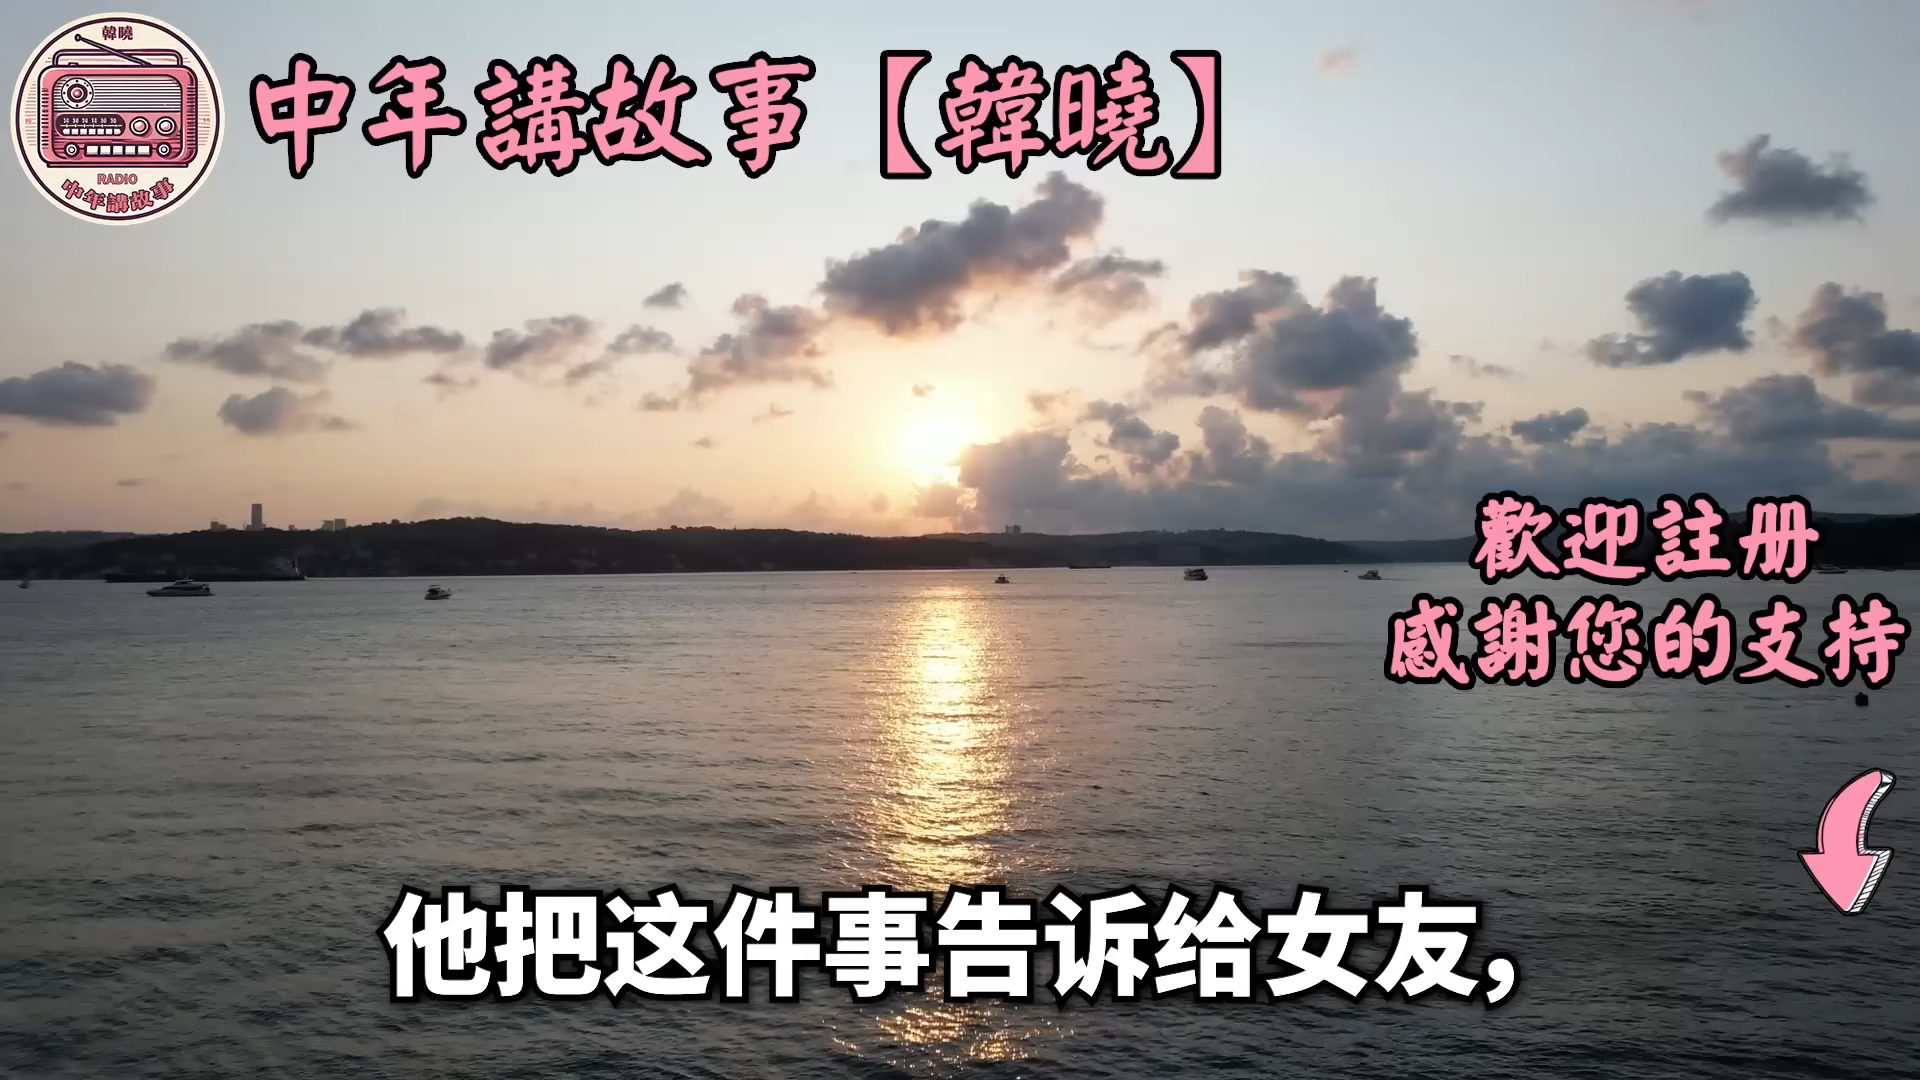 韓曉
RADIO
中年講故事
中年講故事【韓曉】
歡迎註册
感謝您的支持
他把这件事告诉给女友,